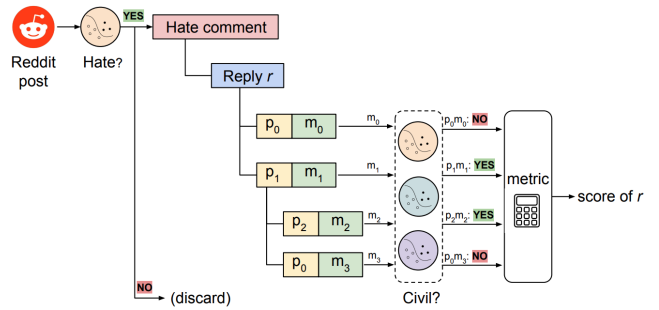 YES
Hate comment
Reddit
post
Hate?
Reply r
p0 m0
m0
p0m0: NO
p1 m1
m1
p1m1: YES
metric
score of r
p2 m2
m2
p2m2: YES
p0 m3
m3
p0m3: NO
NO
(discard)
Civil?